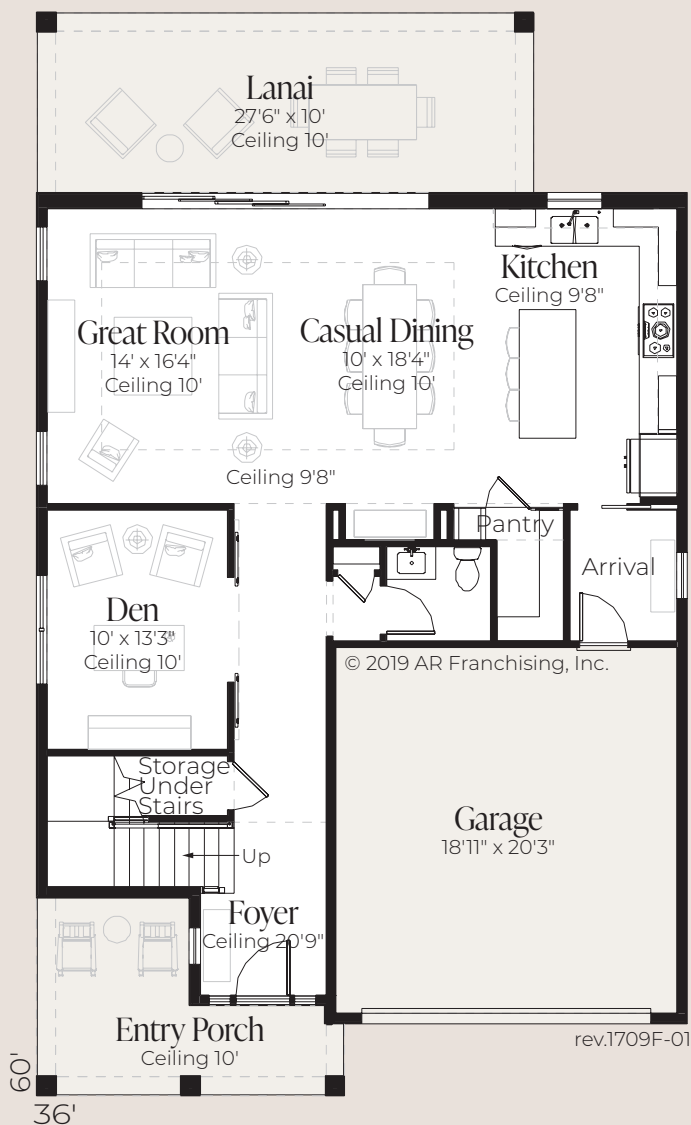 Lanai
27'6" x 10'
Ceiling 10'
Kitchen
Ceiling 9'8"
Great Room
14' x 16'4"
Ceiling 10'
Casual Dining
10' x 18'4"
Ceiling 10'
Ceiling 9'8"
Pantry
Arrival
Den
10' x 13'3"
Ceiling 10'
© 2019 AR Franchising, Inc.
Storage
Under
Stairs
Up
Garage
18'11" x 20'3"
Foyer
Ceiling 20'9"
Entry Porch
Ceiling 10'
rev.1709F-01
60'
36'